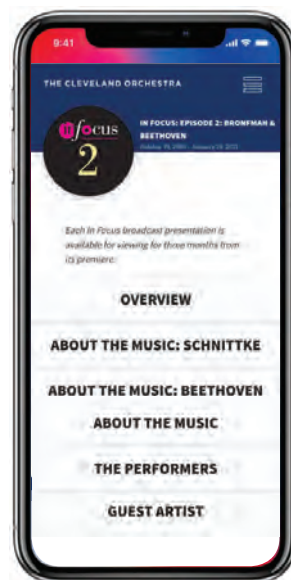 9:41
THE CLEVELAND ORCHESTRA
in focus
2
IN FOCUS: EPISODE 2: BRONFMAN &
BEETHOVEN
Each In Focus broadcast presentation is
available for viewing for three months from
its premiere.
OVERVIEW
ABOUT THE MUSIC: SCHNITTKE
ABOUT THE MUSIC: BEETHOVEN
ABOUT THE MUSIC
THE PERFORMERS
GUEST ARTIST